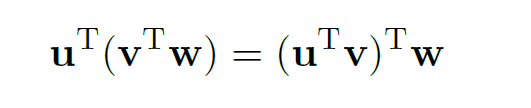 uᵀ(vᵀw) = (uᵀv)ᵀw